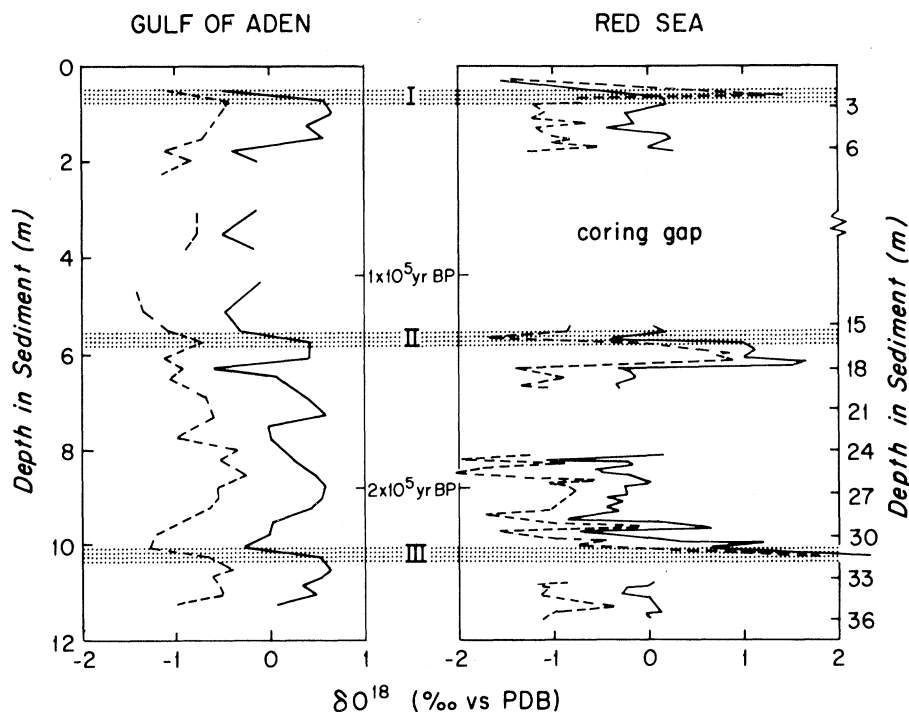 GULF OF ADEN
RED SEA
Depth in Sediment (m)
0
2
4
6
8
10
12
-2
-1
0
1
I
1x10⁵yr BP
II
2x10⁵yr BP
III
coring gap
3
6
15
18
21
24
27
30
33
36
-2
-1
0
1
2
Depth in Sediment (m)
δO¹⁸ (‰ vs PDB)